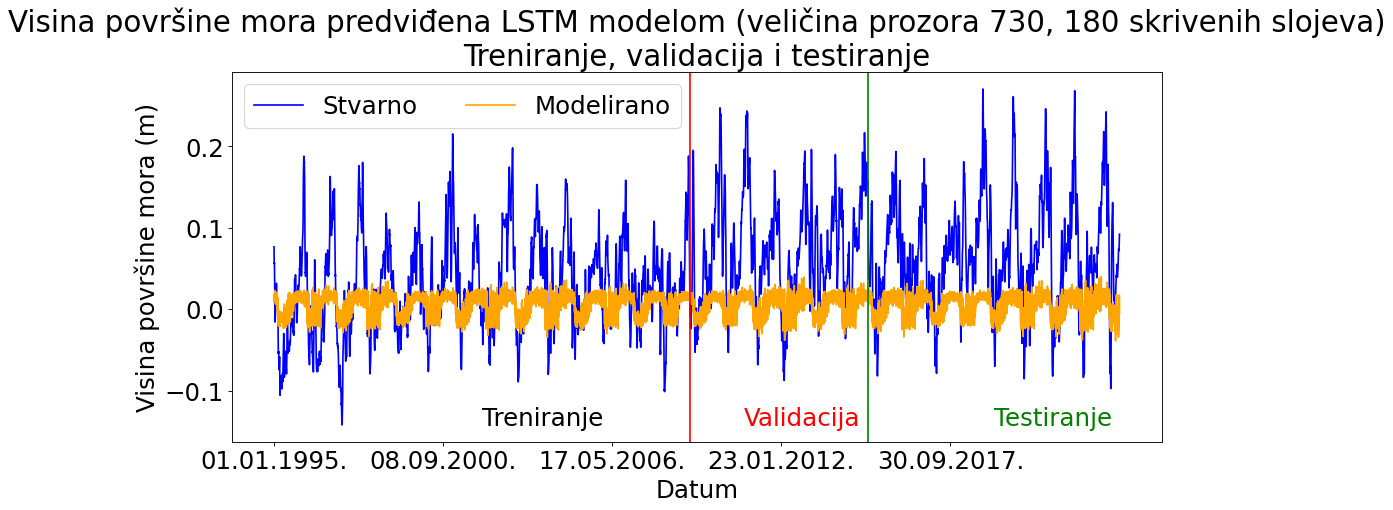 Visina površine mora predviđena LSTM modelom (veličina prozora 730, 180 skrivenih slojeva)
Treniranje, validacija i testiranje
Stvarno
Modelirano
Visina površine mora (m)
0.2
0.1
0.0
−0.1
Treniranje
Validacija
Testiranje
01.01.1995.
08.09.2000.
17.05.2006.
23.01.2012.
30.09.2017.
Datum